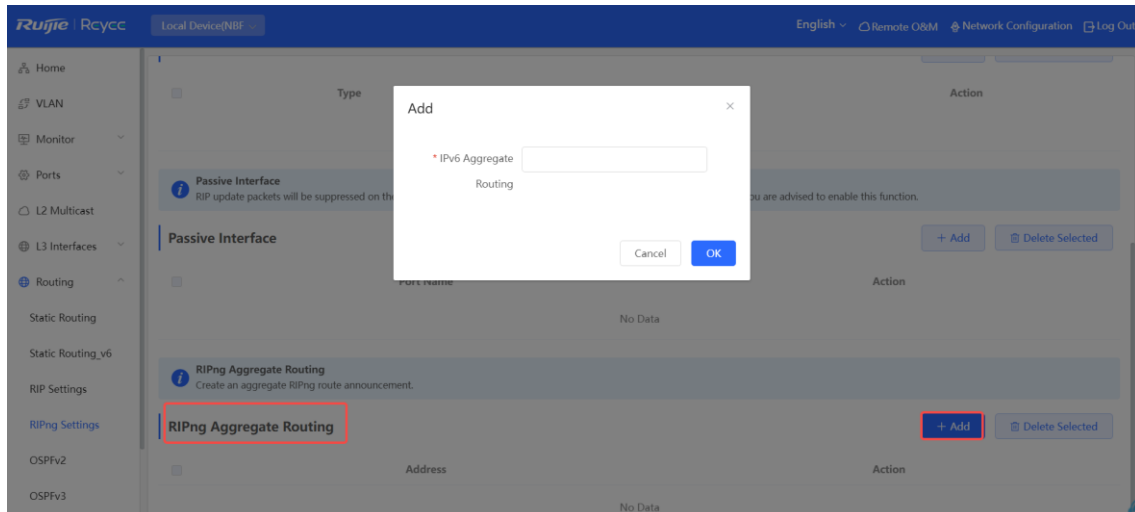 Ruijie | Rcycc
Local Device(NBF
English
Remote O&M
Network Configuration
Log Out
Home
VLAN
Monitor
Ports
L2 Multicast
L3 Interfaces
Routing
Static Routing
Static Routing_v6
RIP Settings
RIPng Settings
OSPFv2
OSPFv3
Type
Action
Add
* IPv6 Aggregate
Routing
Cancel
OK
Passive Interface
RIP update packets will be suppressed on th
ou are advised to enable this function.
Passive Interface
+ Add
Delete Selected
Port Name
Action
No Data
RIPng Aggregate Routing
Create an aggregate RIPng route announcement.
RIPng Aggregate Routing
+ Add
Delete Selected
Address
Action
No Data